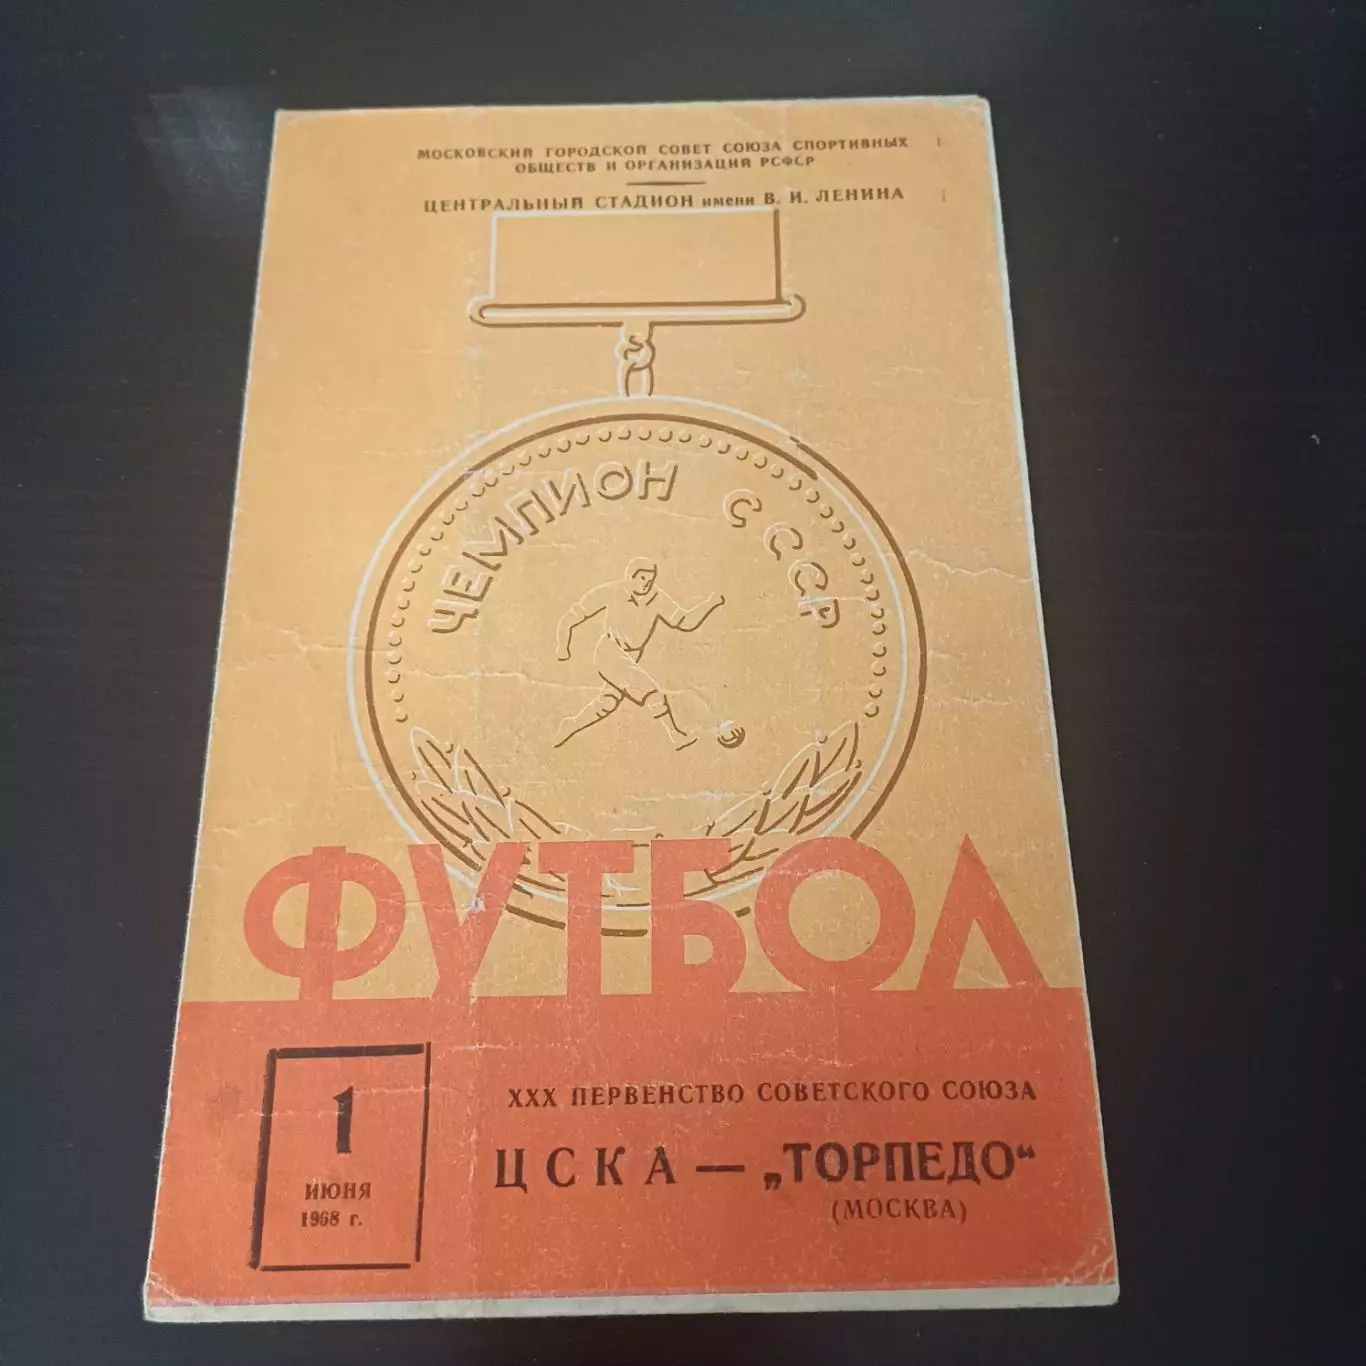 МОСКОВСКИЙ ГОРОДСКОЙ СОВЕТ СОЮЗА СПОРТИВНЫХ
ОБЩЕСТВ И ОРГАНИЗАЦИЙ РСФСР
ЦЕНТРАЛЬНЫЙ СТАДИОН имени В. И. ЛЕНИНА
ЧЕМПИОН СССР
ФУТБОЛ
1
ИЮНЯ
1968 г.
XXX ПЕРВЕНСТВО СОВЕТСКОГО СОЮЗА
ЦСКА — „ТОРПЕДО“
(МОСКВА)